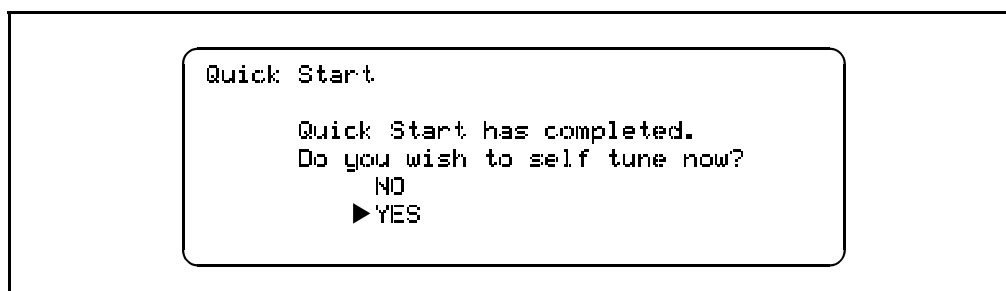 Quick Start
Quick Start has completed.
Do you wish to self tune now?
NO
▶YES